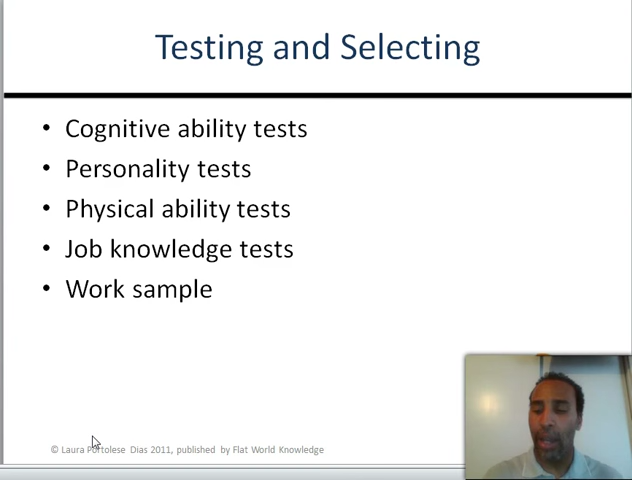 Testing and Selecting
• Cognitive ability tests
• Personality tests
• Physical ability tests
• Job knowledge tests
• Work sample
© Laura Portolese Dias 2011, published by Flat World Knowledge